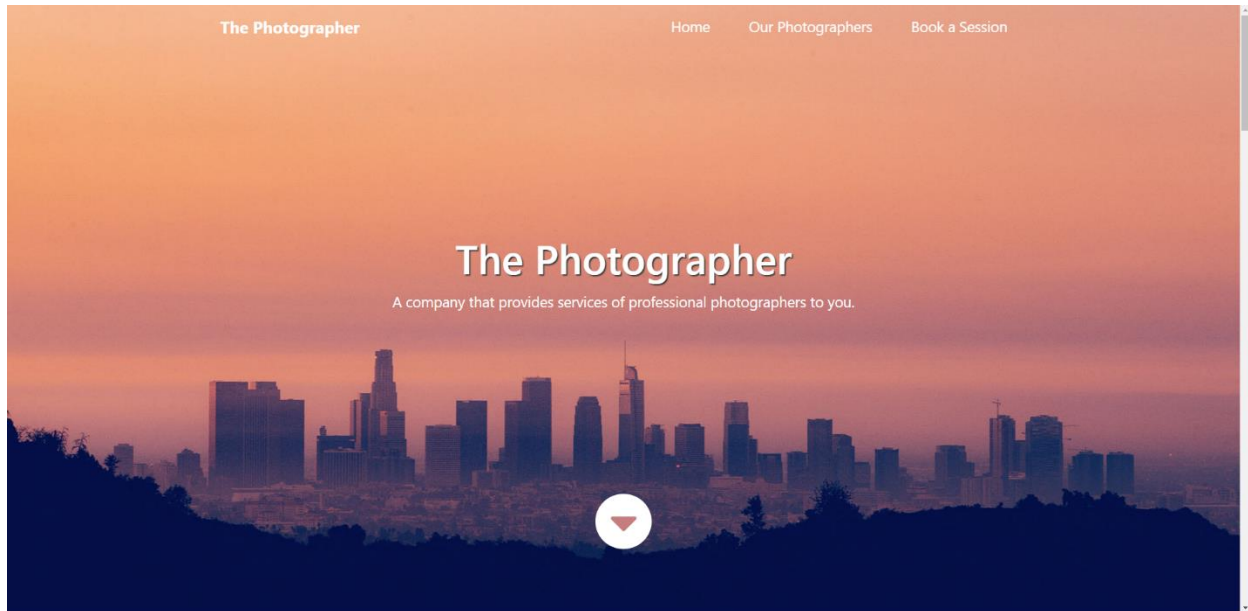 The Photographer
Home Our Photographers Book a Session
The Photographer
A company that provides services of professional photographers to you.